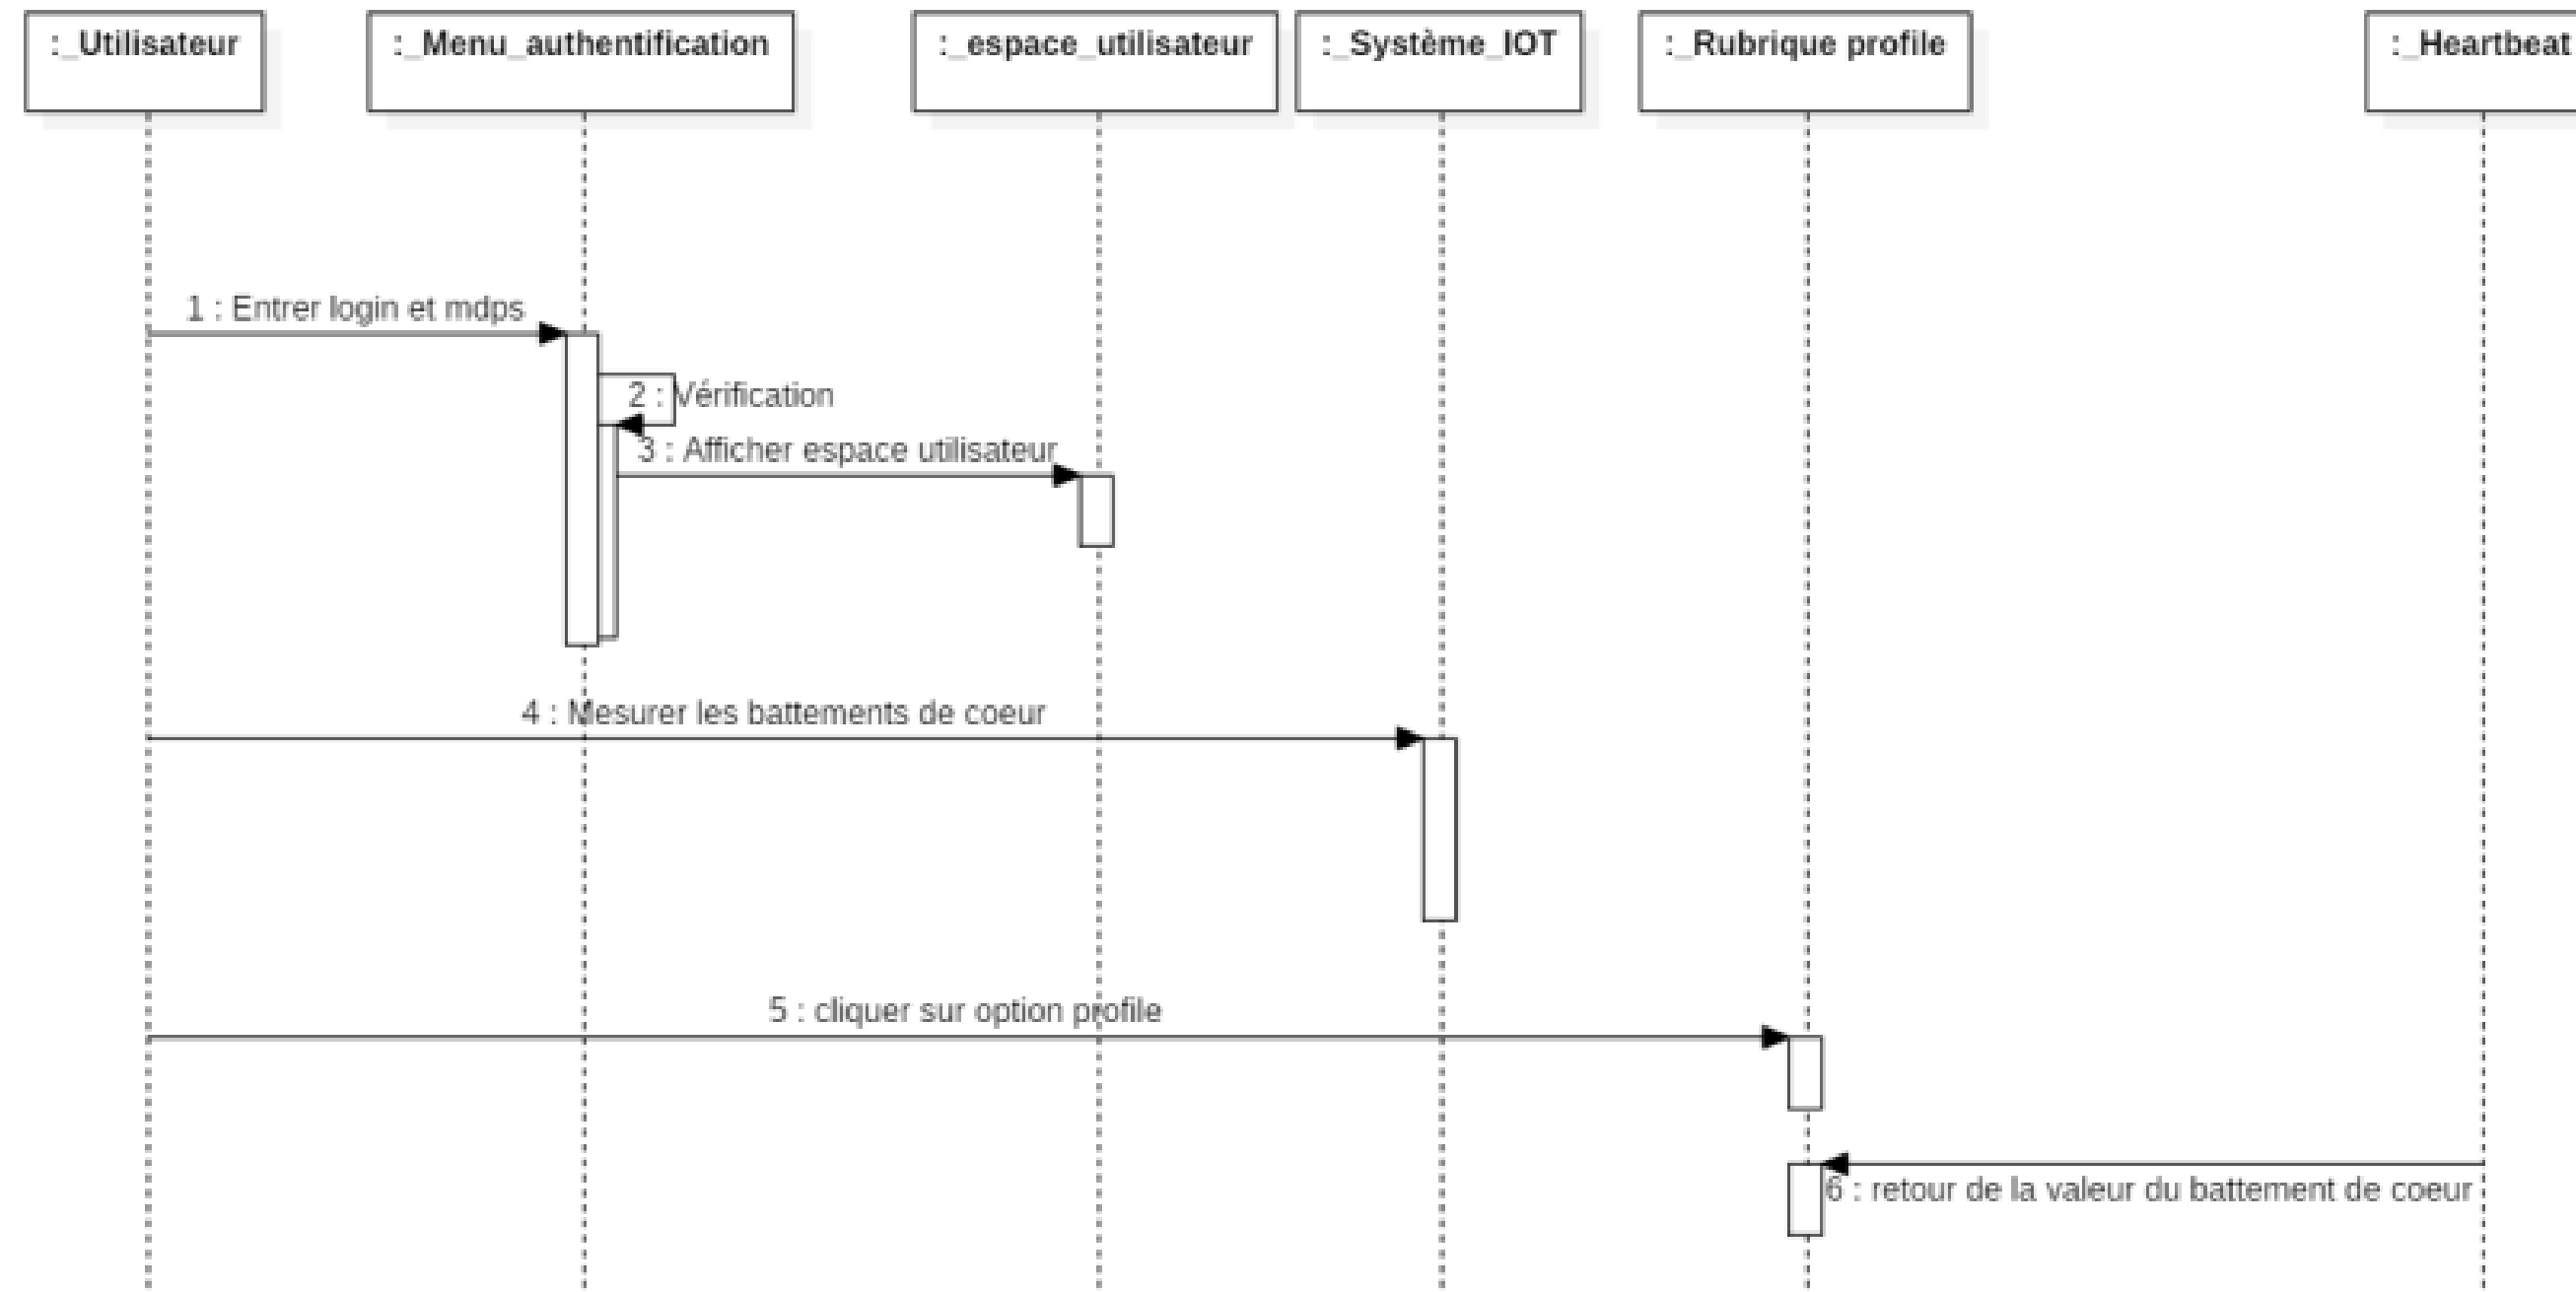 :_Utilisateur
:_Menu_authentification
:_espace_utilisateur
:_Système_IOT
:_Rubrique profile
:_Heartbeat
1 : Entrer login et mdps
2 : Vérification
3 : Afficher espace utilisateur
4 : Mesurer les battements de coeur
5 : cliquer sur option profile
6 : retour de la valeur du battement de coeur